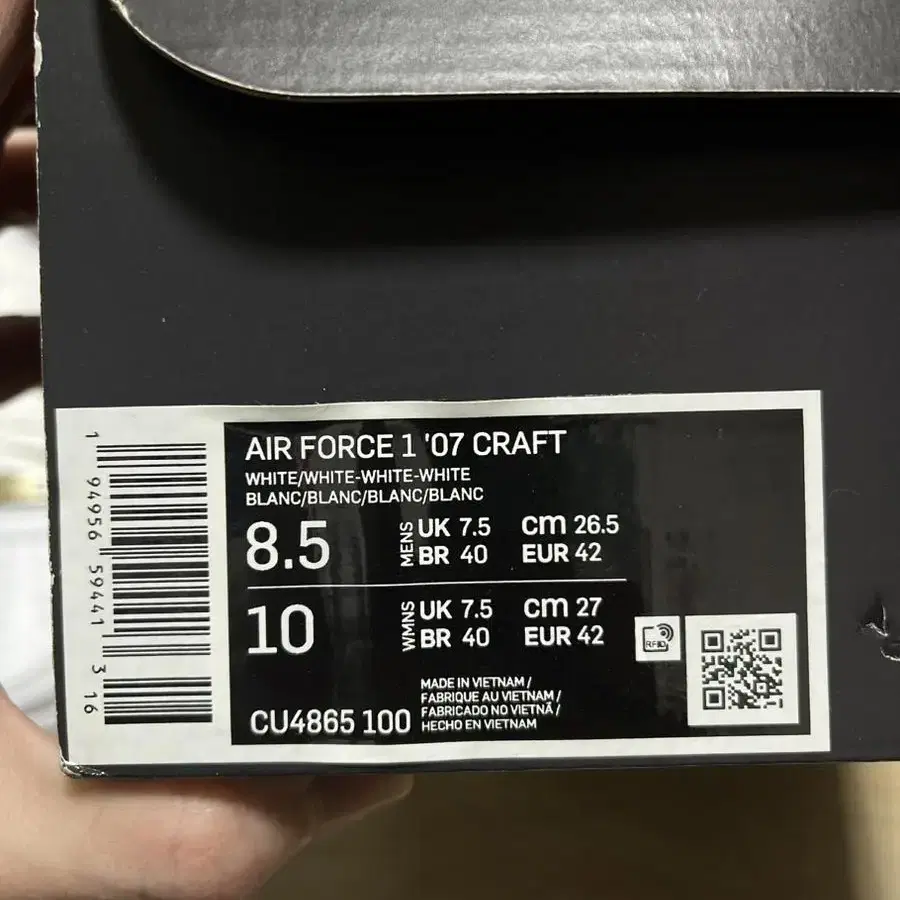 AIR FORCE 1 '07 CRAFT
WHITE/WHITE-WHITE-WHITE
BLANC/BLANC/BLANC/BLANC
8.5 MENS UK 7.5 cm 26.5
BR 40 EUR 42
10 WMNS UK 7.5 cm 27
BR 40 EUR 42
RFID
MADE IN VIETNAM /
FABRIQUE AU VIETNAM /
FABRICADO NO VIETNÃ /
HECHO EN VIETNAM
CU4865 100
1 94956 59441 3 16